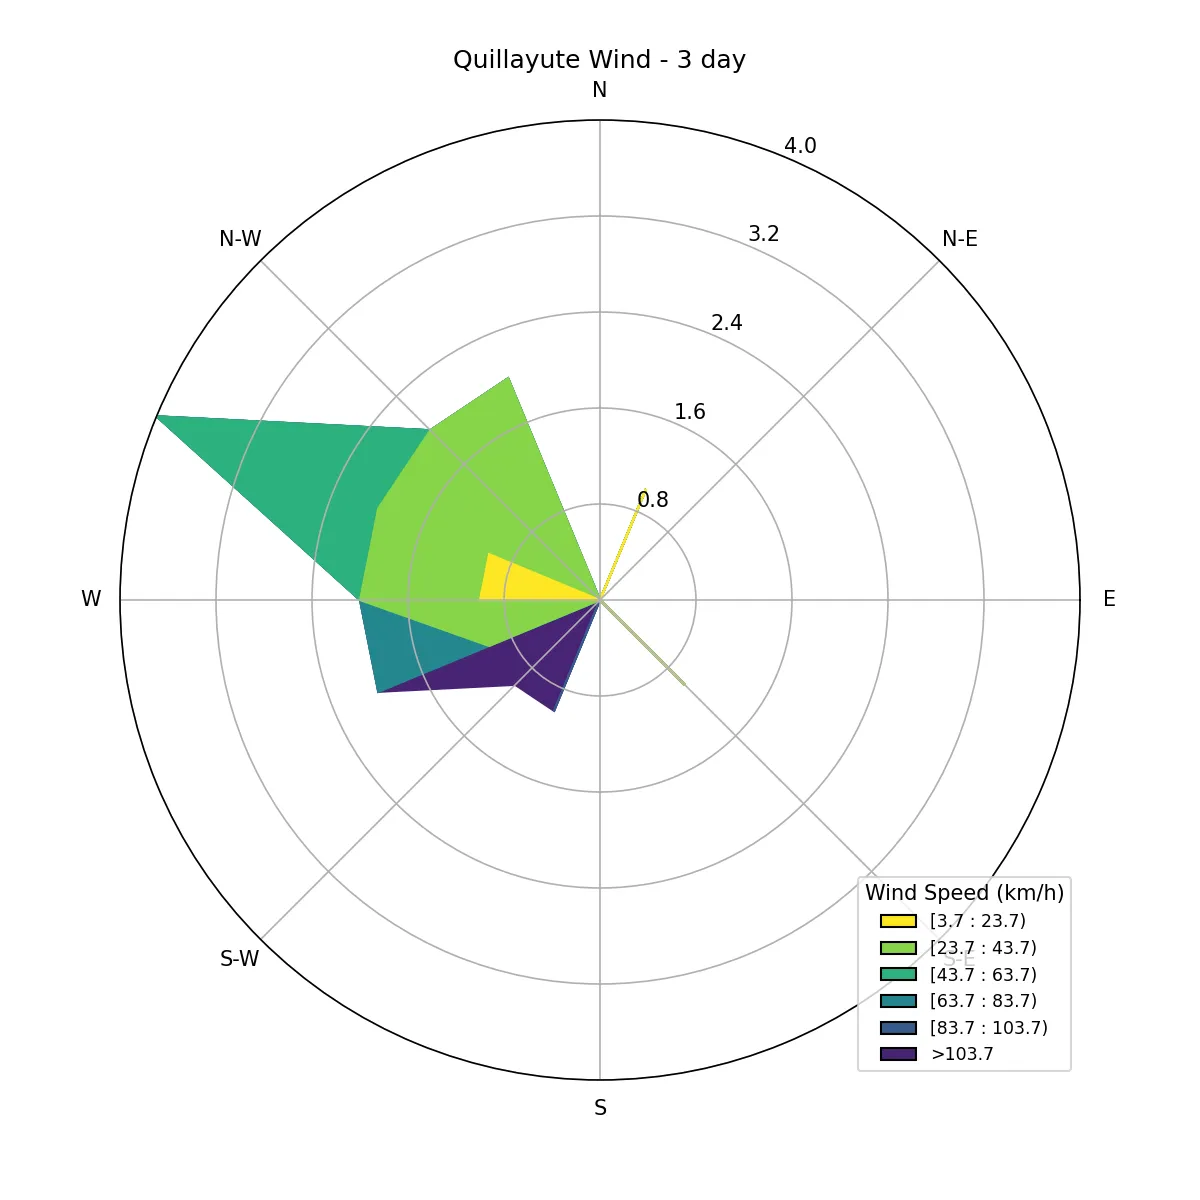 Quillayute Wind - 3 day
N
4.0
N-W
3.2
N-E
2.4
1.6
0.8
W
E
Wind Speed (km/h)
[3.7 : 23.7)
[23.7 : 43.7)
S-W
S-E
[43.7 : 63.7)
[63.7 : 83.7)
[83.7 : 103.7)
>103.7
S